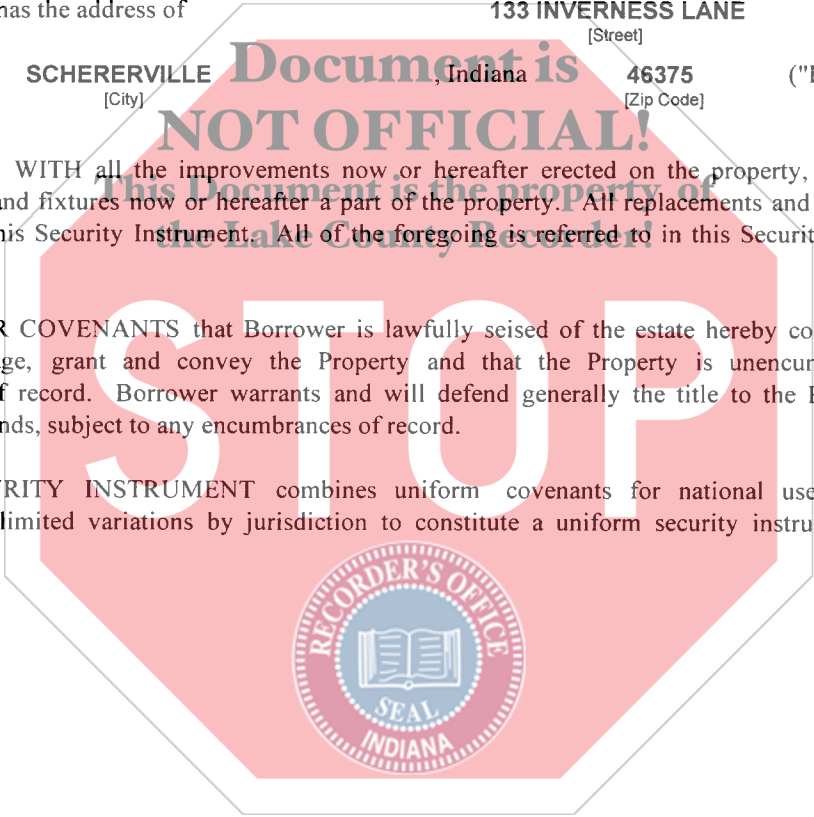 has the address of 133 INVERNESS LANE
[Street]
SCHERERVILLE , Indiana 46375 ("
[City] [Zip Code]
Document is
NOT OFFICIAL!
This Document is the property of
the Lake County Recorder!
WITH all the improvements now or hereafter erected on the property,
and fixtures now or hereafter a part of the property. All replacements and
his Security Instrument. All of the foregoing is referred to in this Securit
R COVENANTS that Borrower is lawfully seised of the estate hereby co
ge, grant and convey the Property and that the Property is unencu
f record. Borrower warrants and will defend generally the title to the
nds, subject to any encumbrances of record.
STOP
RITY INSTRUMENT combines uniform covenants for national use
limited variations by jurisdiction to constitute a uniform security instru
RECORDER'S OFFICE
SEAL
INDIANA